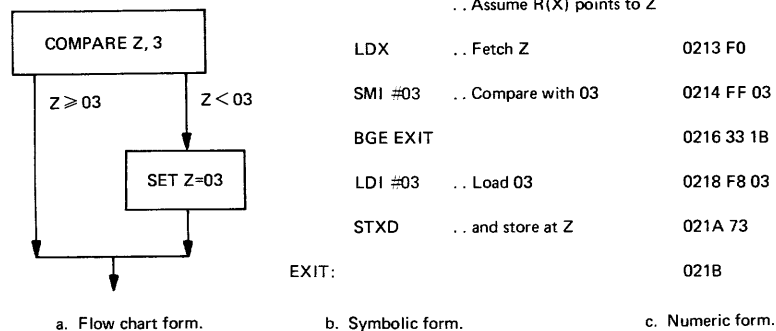 . . Assume R(X) points to Z
COMPARE Z, 3
Z ⩾ 03
Z < 03
SET Z=03
LDX . . Fetch Z 0213 F0
SMI #03 . . Compare with 03 0214 FF 03
BGE EXIT 0216 33 1B
LDI #03 . . Load 03 0218 F8 03
STXD . . and store at Z 021A 73
EXIT: 021B
a. Flow chart form. b. Symbolic form. c. Numeric form.